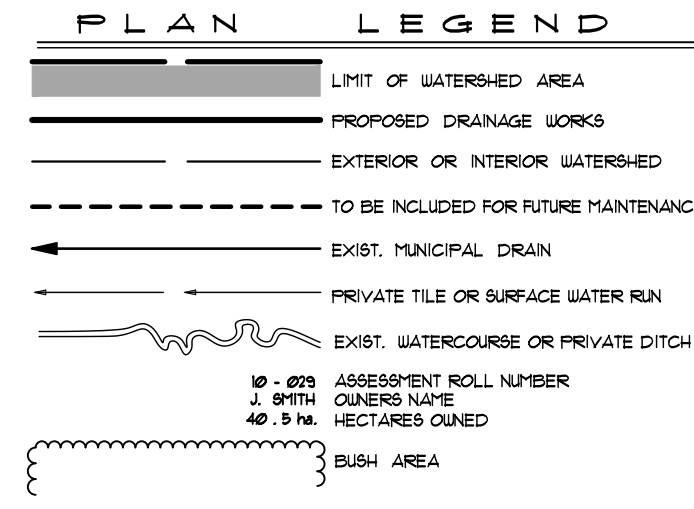 PLAN LEGEND
LIMIT OF WATERSHED AREA
PROPOSED DRAINAGE WORKS
EXTERIOR OR INTERIOR WATERSHED
TO BE INCLUDED FOR FUTURE MAINTENANC
EXIST. MUNICIPAL DRAIN
PRIVATE TILE OR SURFACE WATER RUN
EXIST. WATERCOURSE OR PRIVATE DITCH
10 - 029 ASSESSMENT ROLL NUMBER
J. SMITH OWNERS NAME
40.5 ha. HECTARES OWNED
BUSH AREA